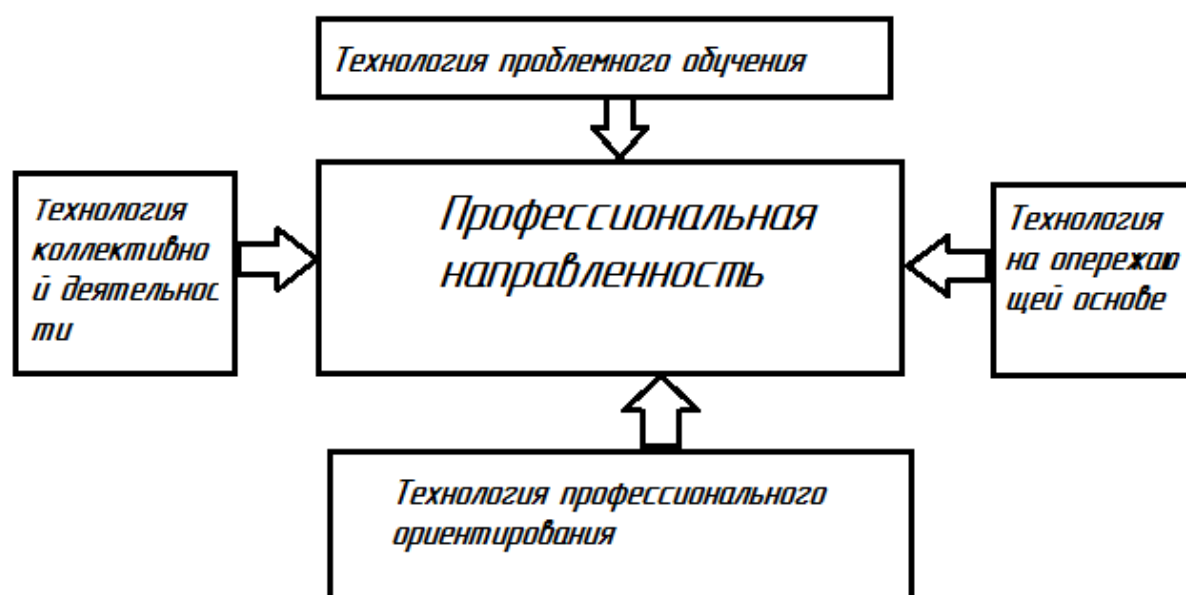 Технология проблемного обучения
Технология
коллективно
й деятельнос
ти
Профессиональная
направленность
Технология
на опережаю
щей основе
Технология профессионального
ориентирования